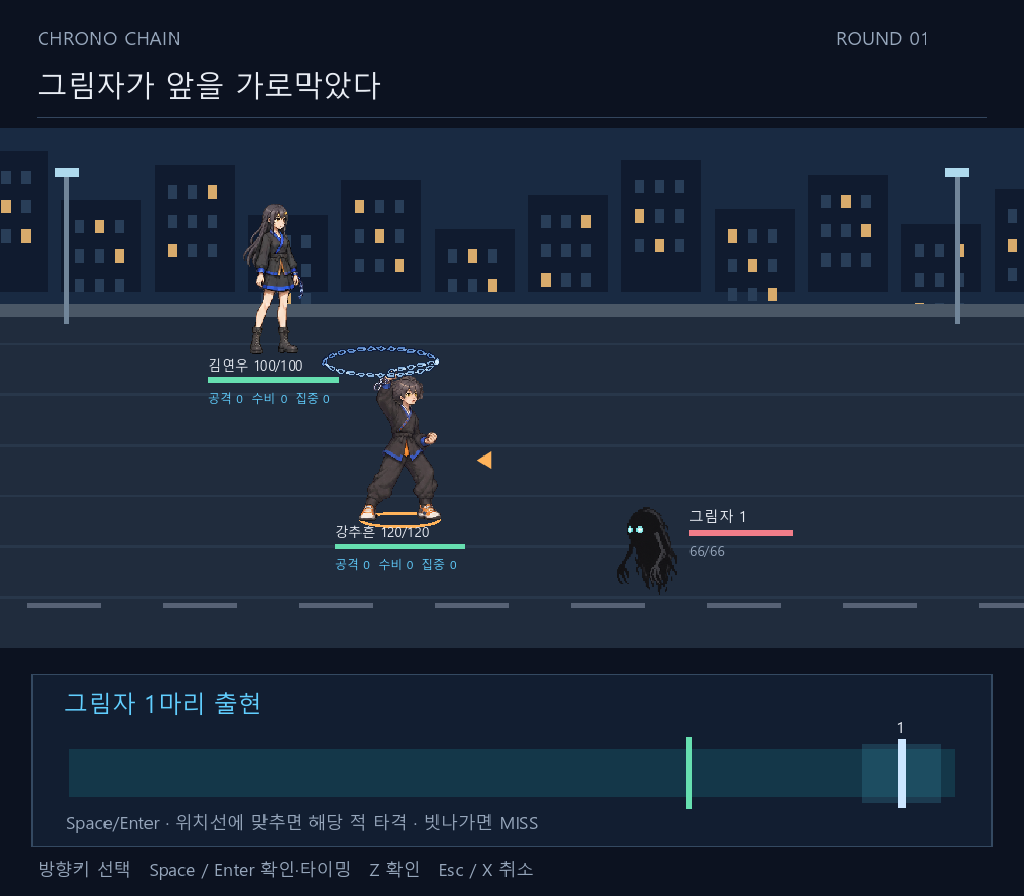 CHRONO CHAIN
ROUND 01
그림자가 앞을 가로막았다
김연우 100/100
공격 0 수비 0 집중 0
강추흔 120/120
공격 0 수비 0 집중 0
그림자 1
66/66
그림자 1마리 출현
1
Space/Enter · 위치선에 맞추면 해당 적 타격 · 빗나가면 MISS
방향키 선택 Space / Enter 확인·타이밍 Z 확인 Esc / X 취소